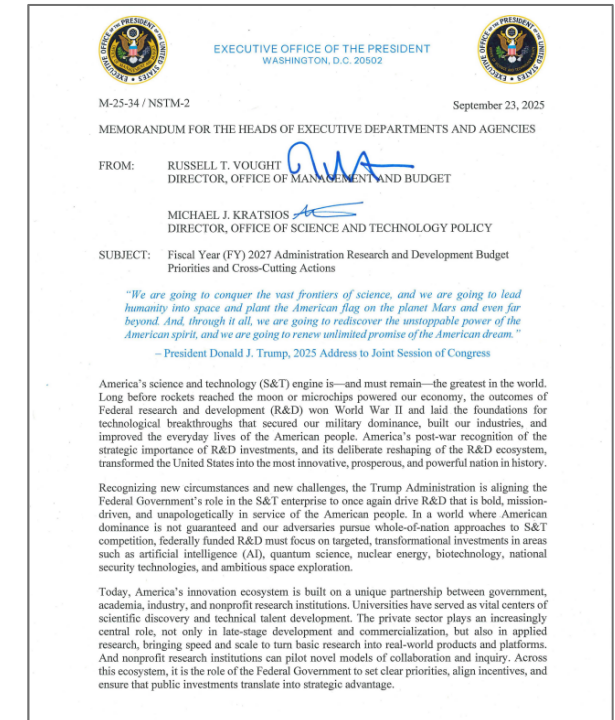 EXECUTIVE OFFICE OF THE PRESIDENT
WASHINGTON, D.C. 20502
M-25-34 / NSTM-2
September 23, 2025
MEMORANDUM FOR THE HEADS OF EXECUTIVE DEPARTMENTS AND AGENCIES
FROM: RUSSELL T. VOUGHT
DIRECTOR, OFFICE OF MANAGEMENT AND BUDGET
MICHAEL J. KRATSIOS
DIRECTOR, OFFICE OF SCIENCE AND TECHNOLOGY POLICY
SUBJECT: Fiscal Year (FY) 2027 Administration Research and Development Budget
Priorities and Cross-Cutting Actions
“We are going to conquer the vast frontiers of science, and we are going to lead
humanity into space and plant the American flag on the planet Mars and even far
beyond. And, through it all, we are going to rediscover the unstoppable power of the
American spirit, and we are going to renew unlimited promise of the American dream.”
– President Donald J. Trump, 2025 Address to Joint Session of Congress
America’s science and technology (S&T) engine is—and must remain—the greatest in the world.
Long before rockets reached the moon or microchips powered our economy, the outcomes of
Federal research and development (R&D) won World War II and laid the foundations for
technological breakthroughs that secured our military dominance, built our industries, and
improved the everyday lives of the American people. America’s post-war recognition of the
strategic importance of R&D investments, and its deliberate reshaping of the R&D ecosystem,
transformed the United States into the most innovative, prosperous, and powerful nation in history.
Recognizing new circumstances and new challenges, the Trump Administration is aligning the
Federal Government’s role in the S&T enterprise to once again drive R&D that is bold, mission-
driven, and unapologetically in service of the American people. In a world where American
dominance is not guaranteed and our adversaries pursue whole-of-nation approaches to S&T
competition, federally funded R&D must focus on targeted, transformational investments in areas
such as artificial intelligence (AI), quantum science, nuclear energy, biotechnology, national
security technologies, and ambitious space exploration.
Today, America’s innovation ecosystem is built on a unique partnership between government,
academia, industry, and nonprofit research institutions. Universities have served as vital centers of
scientific discovery and technical talent development. The private sector plays an increasingly
central role, not only in late-stage development and commercialization, but also in applied
research, bringing speed and scale to turn basic research into real-world products and platforms.
And nonprofit research institutions can pilot novel models of collaboration and inquiry. Across
this ecosystem, it is the role of the Federal Government to set clear priorities, align incentives, and
ensure that public investments translate into strategic advantage.